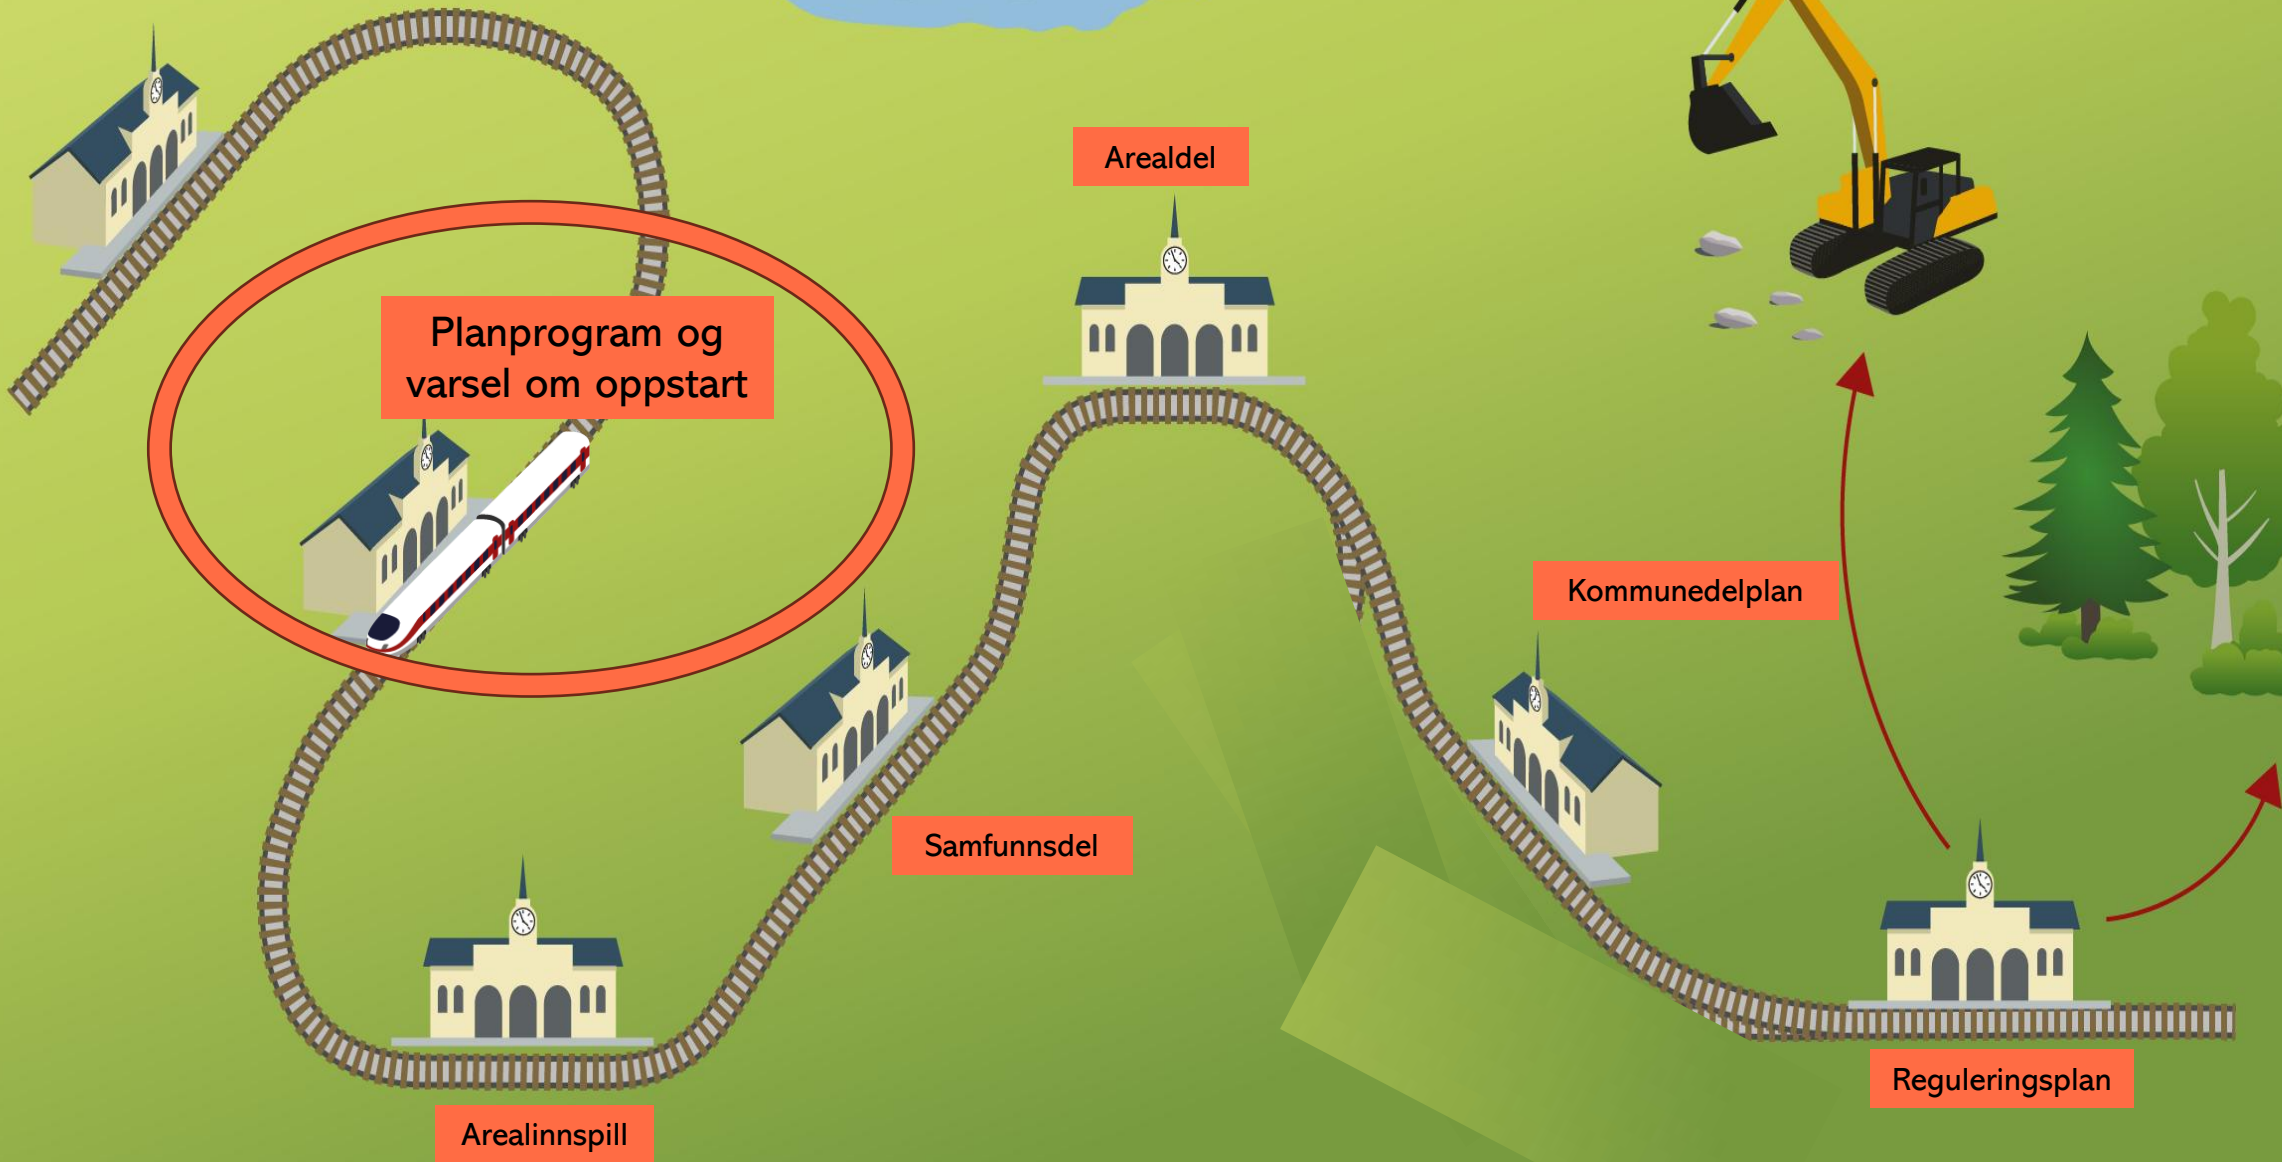 Arealdel
Planprogram og
varsel om oppstart
Kommunedelplan
Samfunnsdel
Reguleringsplan
Arealinnspill